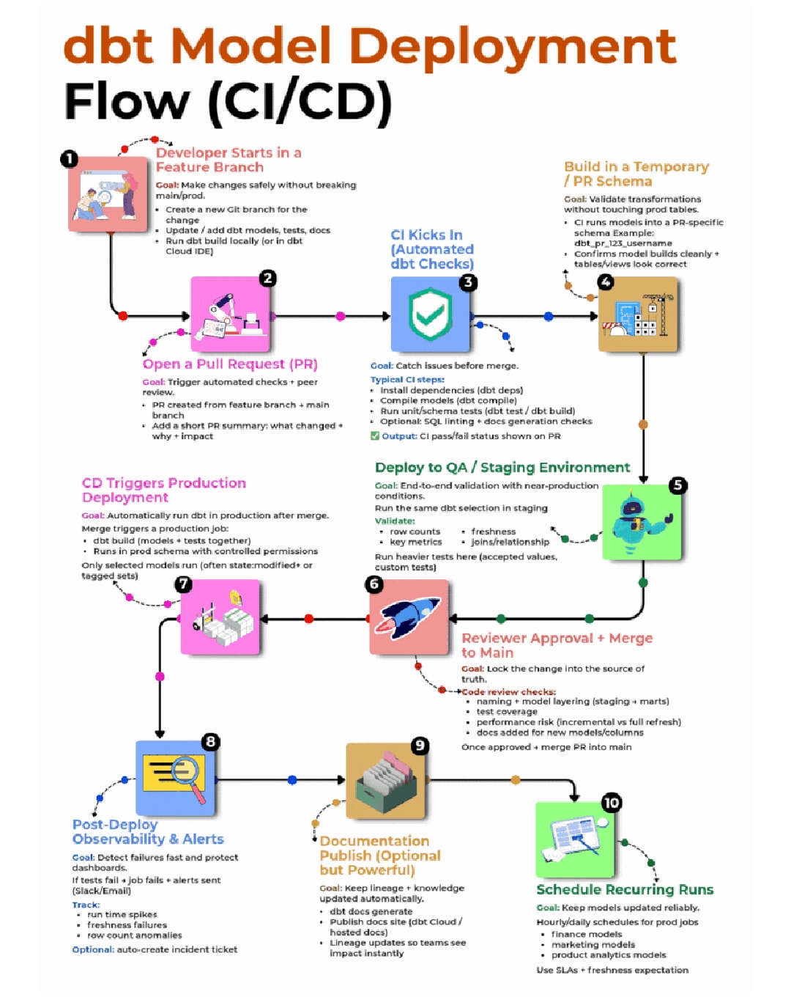 dbt Model Deployment
Flow (CI/CD)
1
Developer Starts in a
Feature Branch
Goal: Make changes safely without breaking
main/prod.
• Create a new Git branch for the
change
• Update / add dbt models, tests, docs
• Run dbt build locally (or in dbt
Cloud IDE)
2
Open a Pull Request (PR)
Goal: Trigger automated checks + peer
review.
• PR created from feature branch → main
branch
• Add a short PR summary: what changed +
why + impact
CI Kicks In
(Automated
dbt Checks)
3
Goal: Catch issues before merge.
Typical CI steps:
• Install dependencies (dbt deps)
• Compile models (dbt compile)
• Run unit/schema tests (dbt test / dbt build)
• Optional: SQL linting + docs generation checks
✅ Output: CI pass/fail status shown on PR
Build in a Temporary
/ PR Schema
Goal: Validate transformations
without touching prod tables.
• CI runs models into a PR-specific
schema Example:
dbt_pr_123_username
• Confirms model builds cleanly +
tables/views look correct
4
Deploy to QA / Staging Environment
5
Goal: End-to-end validation with near-production
conditions.
Run the same dbt selection in staging
Validate:
• row counts
• key metrics
• freshness
• joins/relationship
Run heavier tests here (accepted values,
custom tests)
6
Reviewer Approval + Merge
to Main
Goal: Lock the change into the source of
truth.
Code review checks:
• naming + model layering (staging → marts)
• test coverage
• performance risk (incremental vs full refresh)
• docs added for new models/columns
Once approved → merge PR into main
CD Triggers Production
Deployment
Goal: Automatically run dbt in production after merge.
Merge triggers a production job:
• dbt build (models + tests together)
• Runs in prod schema with controlled permissions
Only selected models run (often state:modified+ or
tagged sets)
7
8
Post-Deploy
Observability & Alerts
Goal: Detect failures fast and protect
dashboards.
If tests fail → job fails + alerts sent
(Slack/Email)
Track:
• run time spikes
• freshness failures
• row count anomalies
Optional: auto-create incident ticket
9
Documentation
Publish (Optional
but Powerful)
Goal: Keep lineage + knowledge
updated automatically.
• dbt docs generate
• Publish docs site (dbt Cloud /
hosted docs)
• Lineage updates so teams see
impact instantly
10
Schedule Recurring Runs
Goal: Keep models updated reliably.
Hourly/daily schedules for prod jobs
• finance models
• marketing models
• product analytics models
Use SLAs + freshness expectation